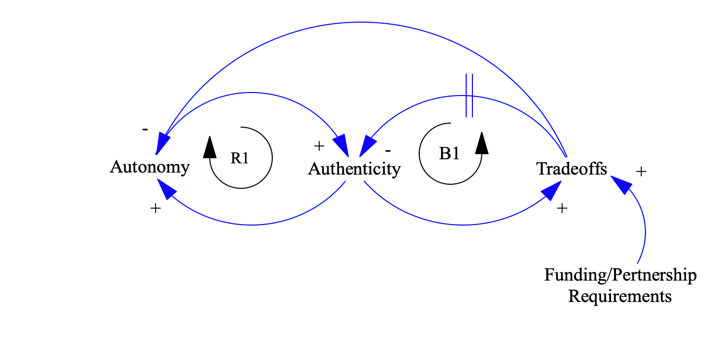 -
+
-
R1
B1
Autonomy
Authenticity
Tradeoffs
+
+
+
Funding/Pertnership
Requirements